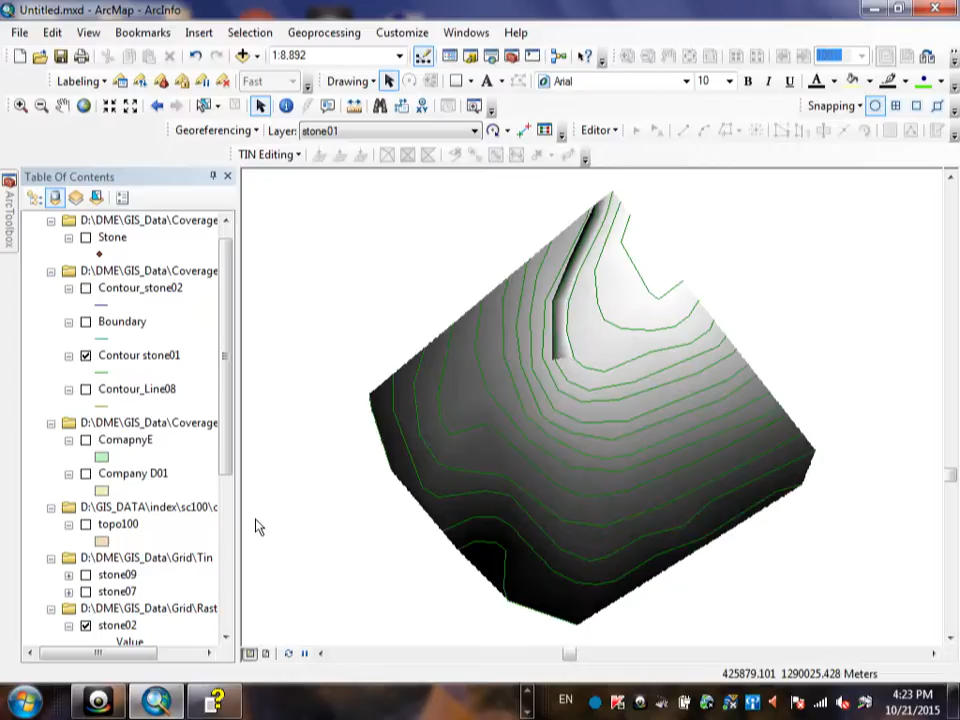 Untitled.mxd - ArcMap - ArcInfo
File Edit View Bookmarks Insert Selection Geoprocessing Customize Windows Help
1:8.892
Labeling Fast Drawing A Arial 10 B I U A A
Snapping
Georeferencing Layer: stone01 Editor
TIN Editing
Table Of Contents
ArcToolbox
D:\DME\GIS_Data\Coverage
Stone
D:\DME\GIS_Data\Coverage
Contour_stone02
Boundary
Contour stone01
Contour_Line08
D:\DME\GIS_Data\Coverage
ComapnyE
Company D01
D:\GIS_DATA\index\sc100\c
topo100
D:\DME\GIS_Data\Grid\Tin
stone09
stone07
D:\DME\GIS_Data\Grid\Rast
stone02
Value
425879.101 1290025.428 Meters
EN
4:23 PM
10/21/2015